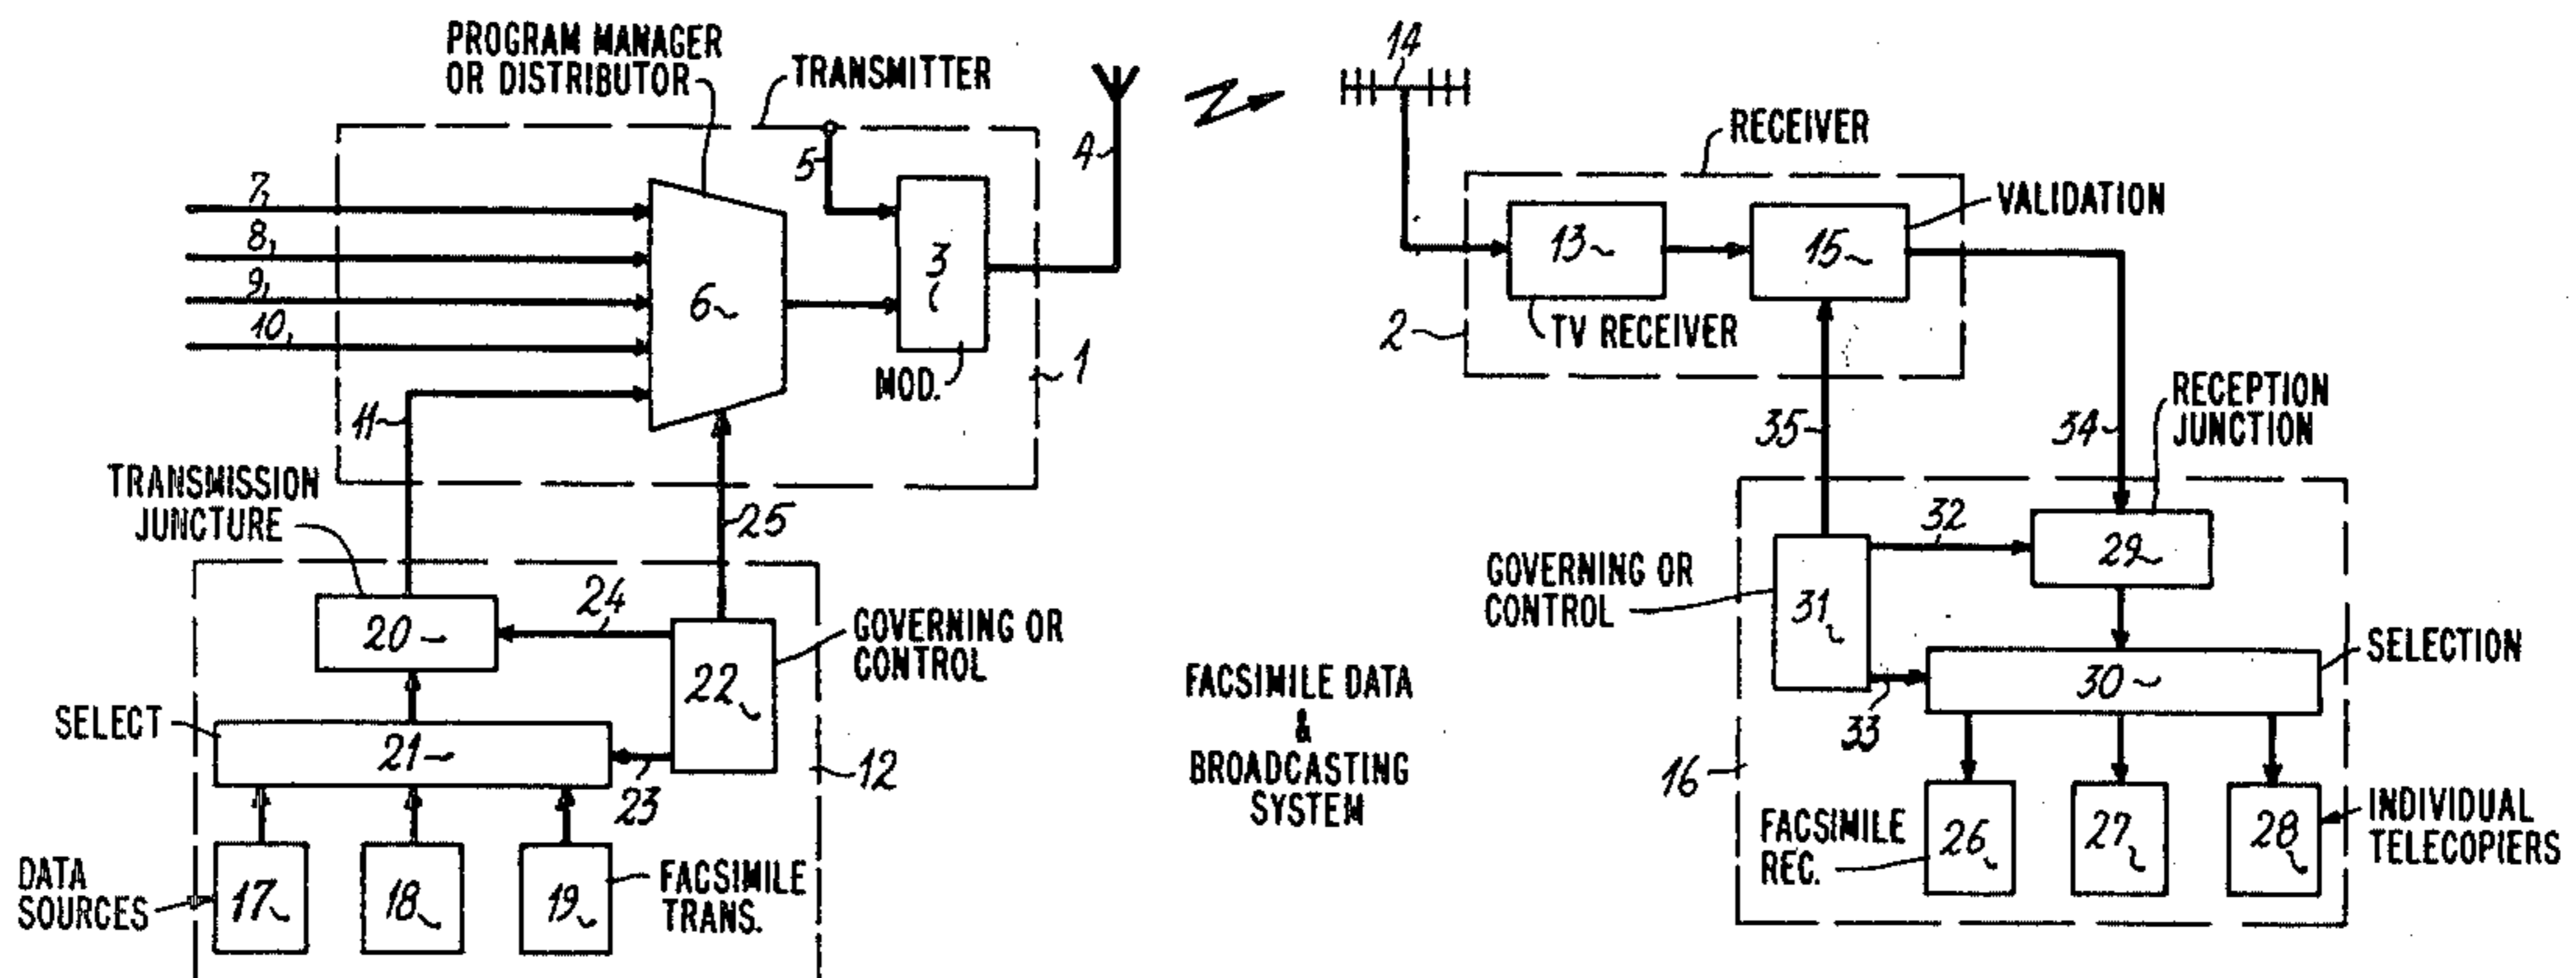 PROGRAM MANAGER
OR DISTRIBUTOR
TRANSMITTER
5
4
7
8
9
10
6
3
MOD.
1
11
TRANSMISSION
JUNCTURE
25
20
24
22
GOVERNING OR
CONTROL
SELECT
21
23
12
DATA
SOURCES
17
18
19
FACSIMILE
TRANS.
FACSIMILE DATA
&
BROADCASTING
SYSTEM
14
RECEIVER
VALIDATION
13
15
2
TV RECEIVER
35
34
RECEPTION
JUNCTION
32
29
GOVERNING OR
CONTROL
31
33
30
SELECTION
16
FACSIMILE
REC.
26
27
28
INDIVIDUAL
TELECOPIERS